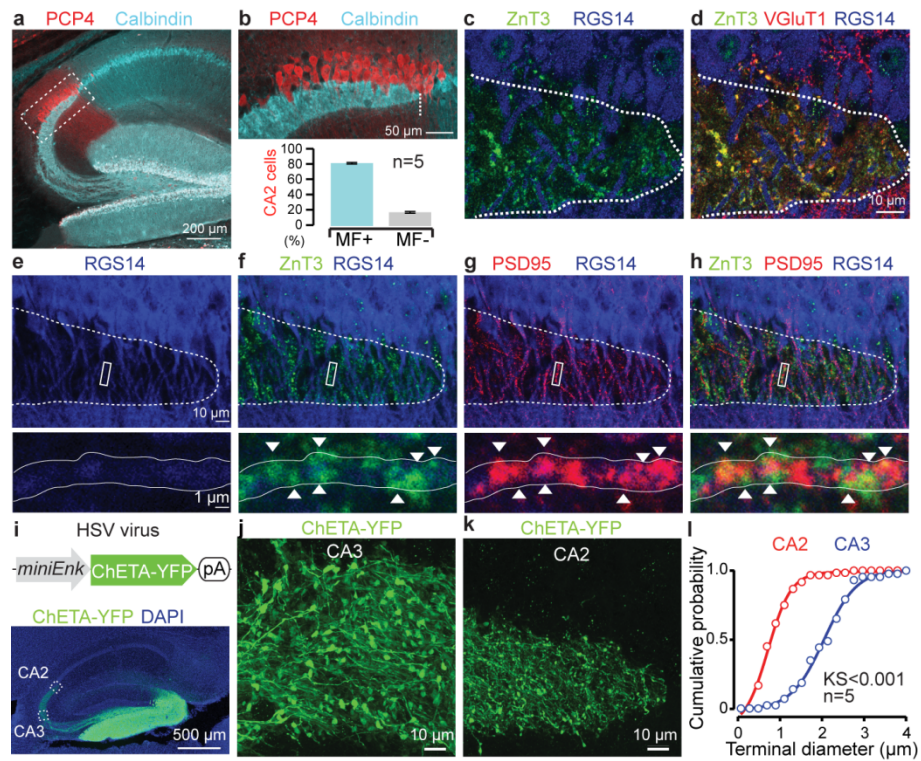 a PCP4 Calbindin
200 µm
b PCP4 Calbindin
50 µm
CA2 cells
100
80
60
40
20
0
(%)
n=5
MF+ MF-
c ZnT3 RGS14
d ZnT3 VGluT1 RGS14
10 µm
e RGS14
10 µm
1 µm
f ZnT3 RGS14
g PSD95 RGS14
h ZnT3 PSD95 RGS14
i HSV virus
miniEnk ChETA-YFP pA
ChETA-YFP DAPI
CA2
CA3
500 µm
j ChETA-YFP
CA3
10 µm
k ChETA-YFP
CA2
10 µm
l CA2 CA3
Cumulative probability
1.0
0.5
0
KS<0.001
n=5
0 1 2 3 4
Terminal diameter (µm)